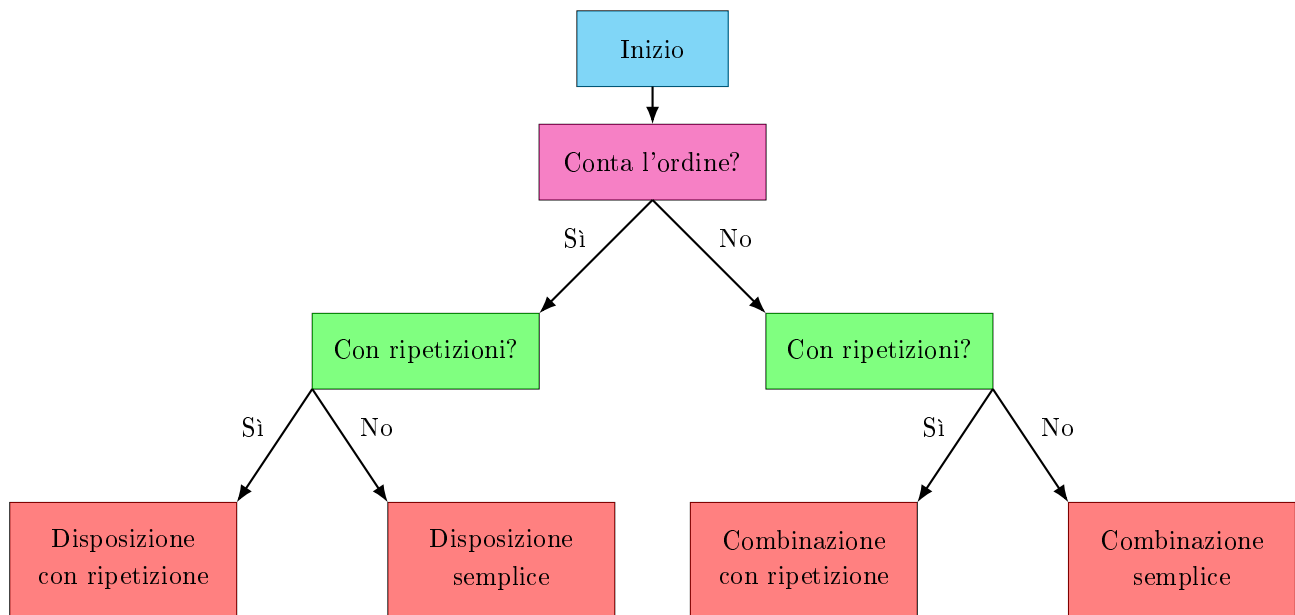 Inizio
Conta l'ordine?
Sì
No
Con ripetizioni?
Con ripetizioni?
Sì
No
Sì
No
Disposizione
con ripetizione
Disposizione
semplice
Combinazione
con ripetizione
Combinazione
semplice